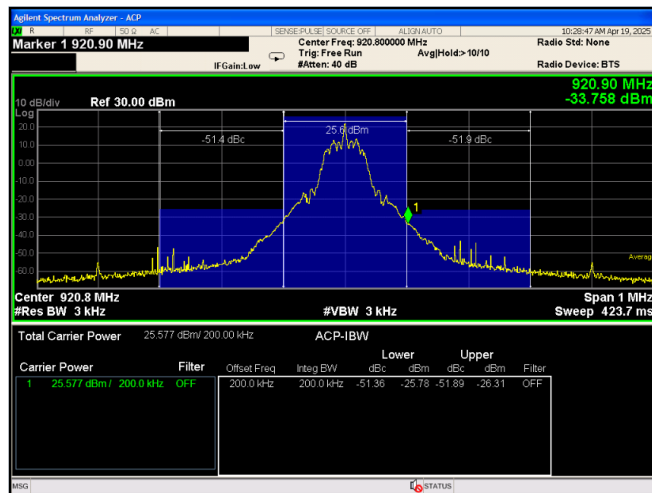 Agilent Spectrum Analyzer - ACP
R RF 50 Ω AC SENSE:PULSE SOURCE OFF ALIGN AUTO 10:28:47 AM Apr 19, 2025
Marker 1 920.90 MHz
Center Freq: 920.800000 MHz Radio Std: None
Trig: Free Run Avg|Hold:>10/10
IFGain:Low #Atten: 40 dB Radio Device: BTS
920.90 MHz
-33.758 dBm
10 dB/div Ref 30.00 dBm
Log
20.0
10.0
0.00
-10.0
-20.0
-30.0
-40.0
-50.0
-60.0
-51.4 dBc 25.6 dBm -51.9 dBc
1
Average
Center 920.8 MHz Span 1 MHz
#Res BW 3 kHz #VBW 3 kHz Sweep 423.7 ms
Total Carrier Power 25.577 dBm/ 200.00 kHz ACP-IBW
Lower Upper
Carrier Power Filter Offset Freq Integ BW dBc dBm dBc dBm Filter
1 25.577 dBm / 200.0 kHz OFF 200.0 kHz 200.0 kHz -51.36 -25.78 -51.89 -26.31 OFF
MSG STATUS